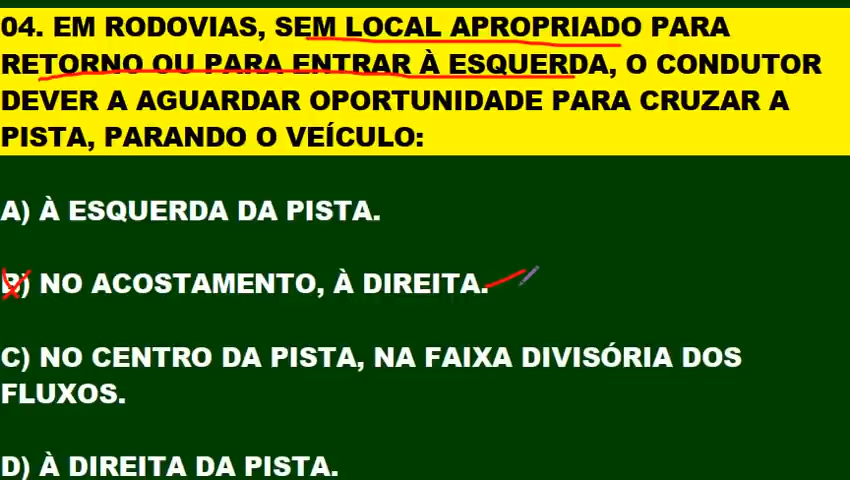 04. EM RODOVIAS, SEM LOCAL APROPRIADO PARA
RETORNO OU PARA ENTRAR À ESQUERDA, O CONDUTOR
DEVER A AGUARDAR OPORTUNIDADE PARA CRUZAR A
PISTA, PARANDO O VEÍCULO:
A) À ESQUERDA DA PISTA.
B) NO ACOSTAMENTO, À DIREITA.
C) NO CENTRO DA PISTA, NA FAIXA DIVISÓRIA DOS
FLUXOS.
D) À DIREITA DA PISTA.